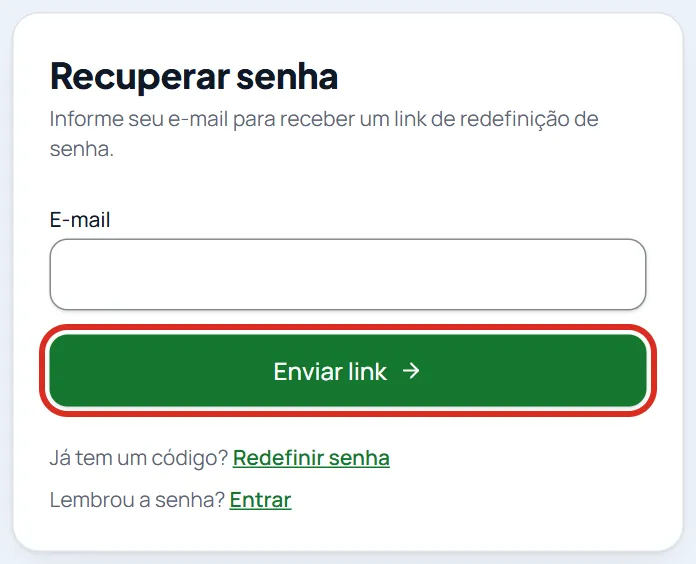 Recuperar senha
Informe seu e-mail para receber um link de redefinição de
senha.
E-mail
Enviar link →
Já tem um código? Redefinir senha
Lembrou a senha? Entrar